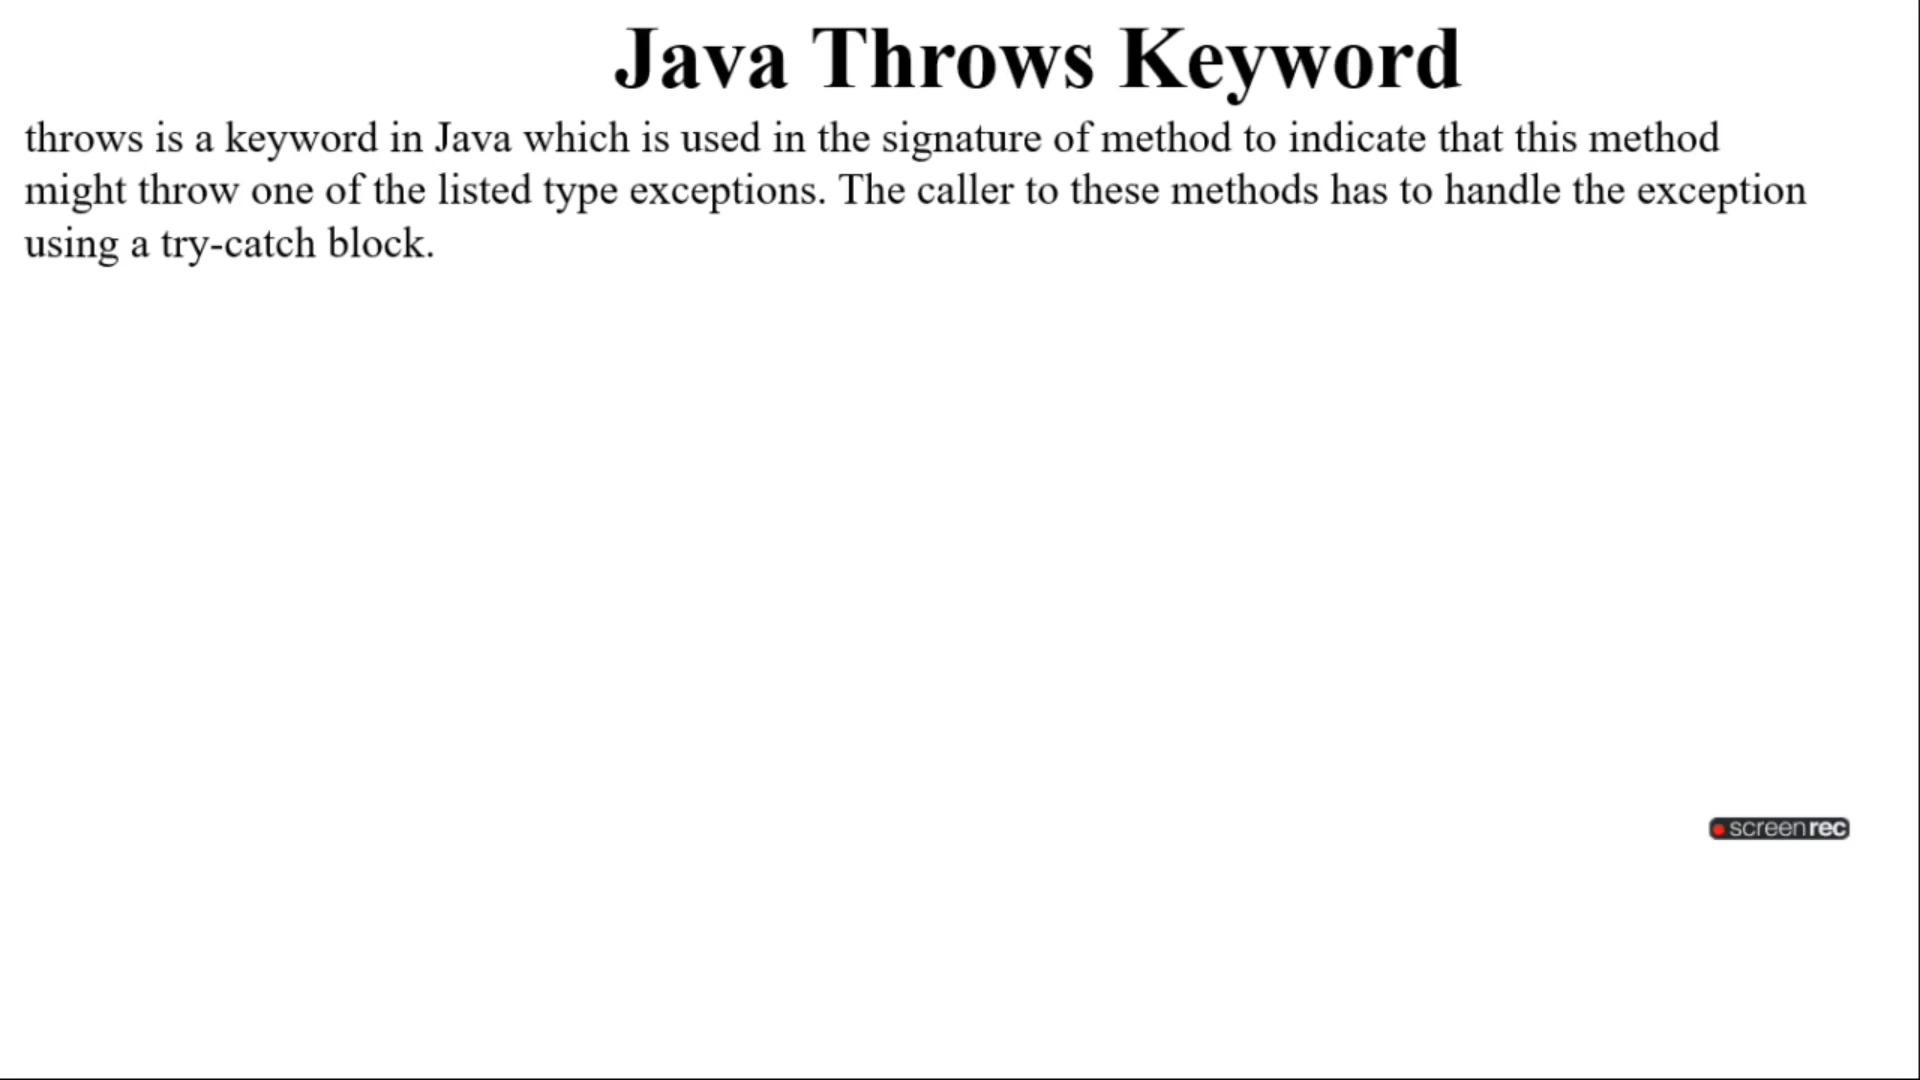 Java Throws Keyword
throws is a keyword in Java which is used in the signature of method to indicate that this method
might throw one of the listed type exceptions. The caller to these methods has to handle the exception
using a try-catch block.
screenrec